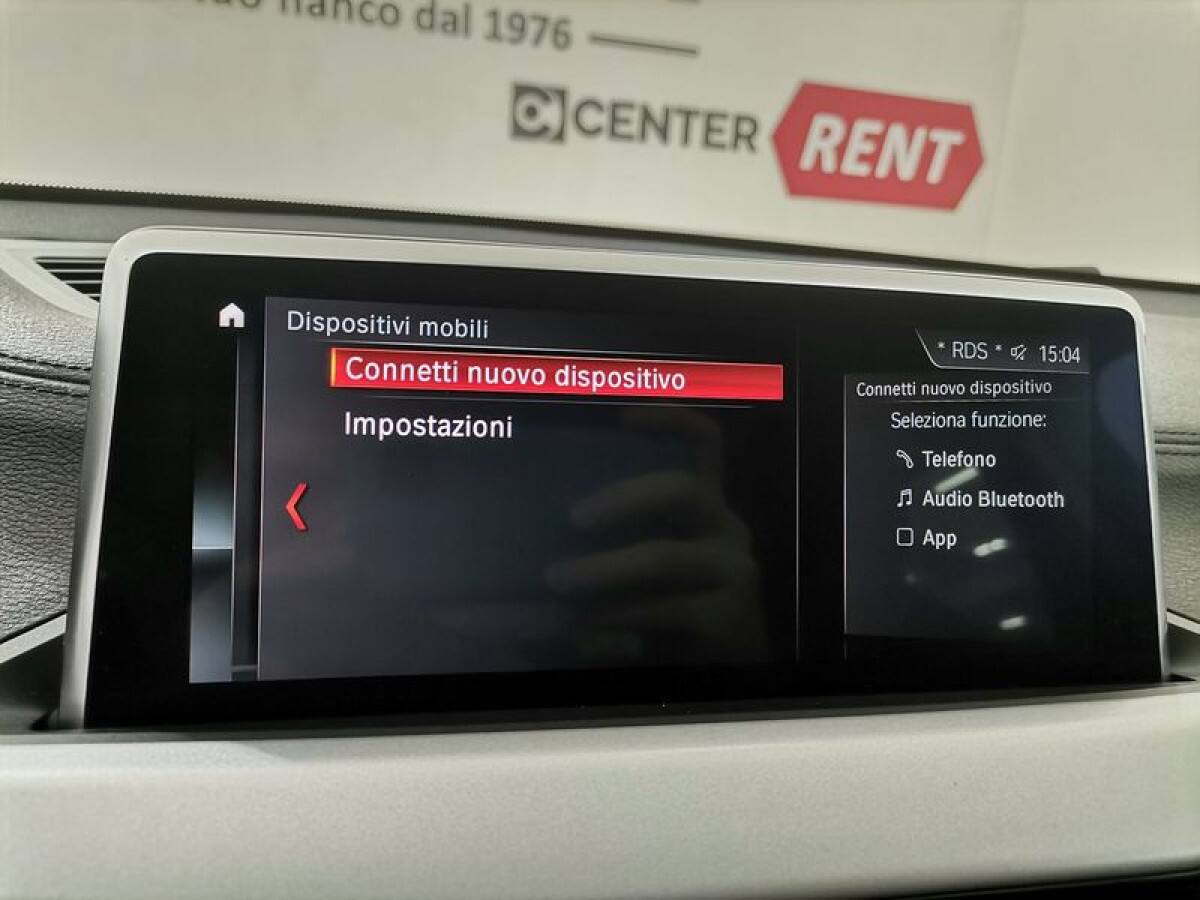 fianco dal 1976
CENTER RENT
Dispositivi mobili
Connetti nuovo dispositivo
Impostazioni
* RDS * 15:04
Connetti nuovo dispositivo
Seleziona funzione:
Telefono
Audio Bluetooth
App